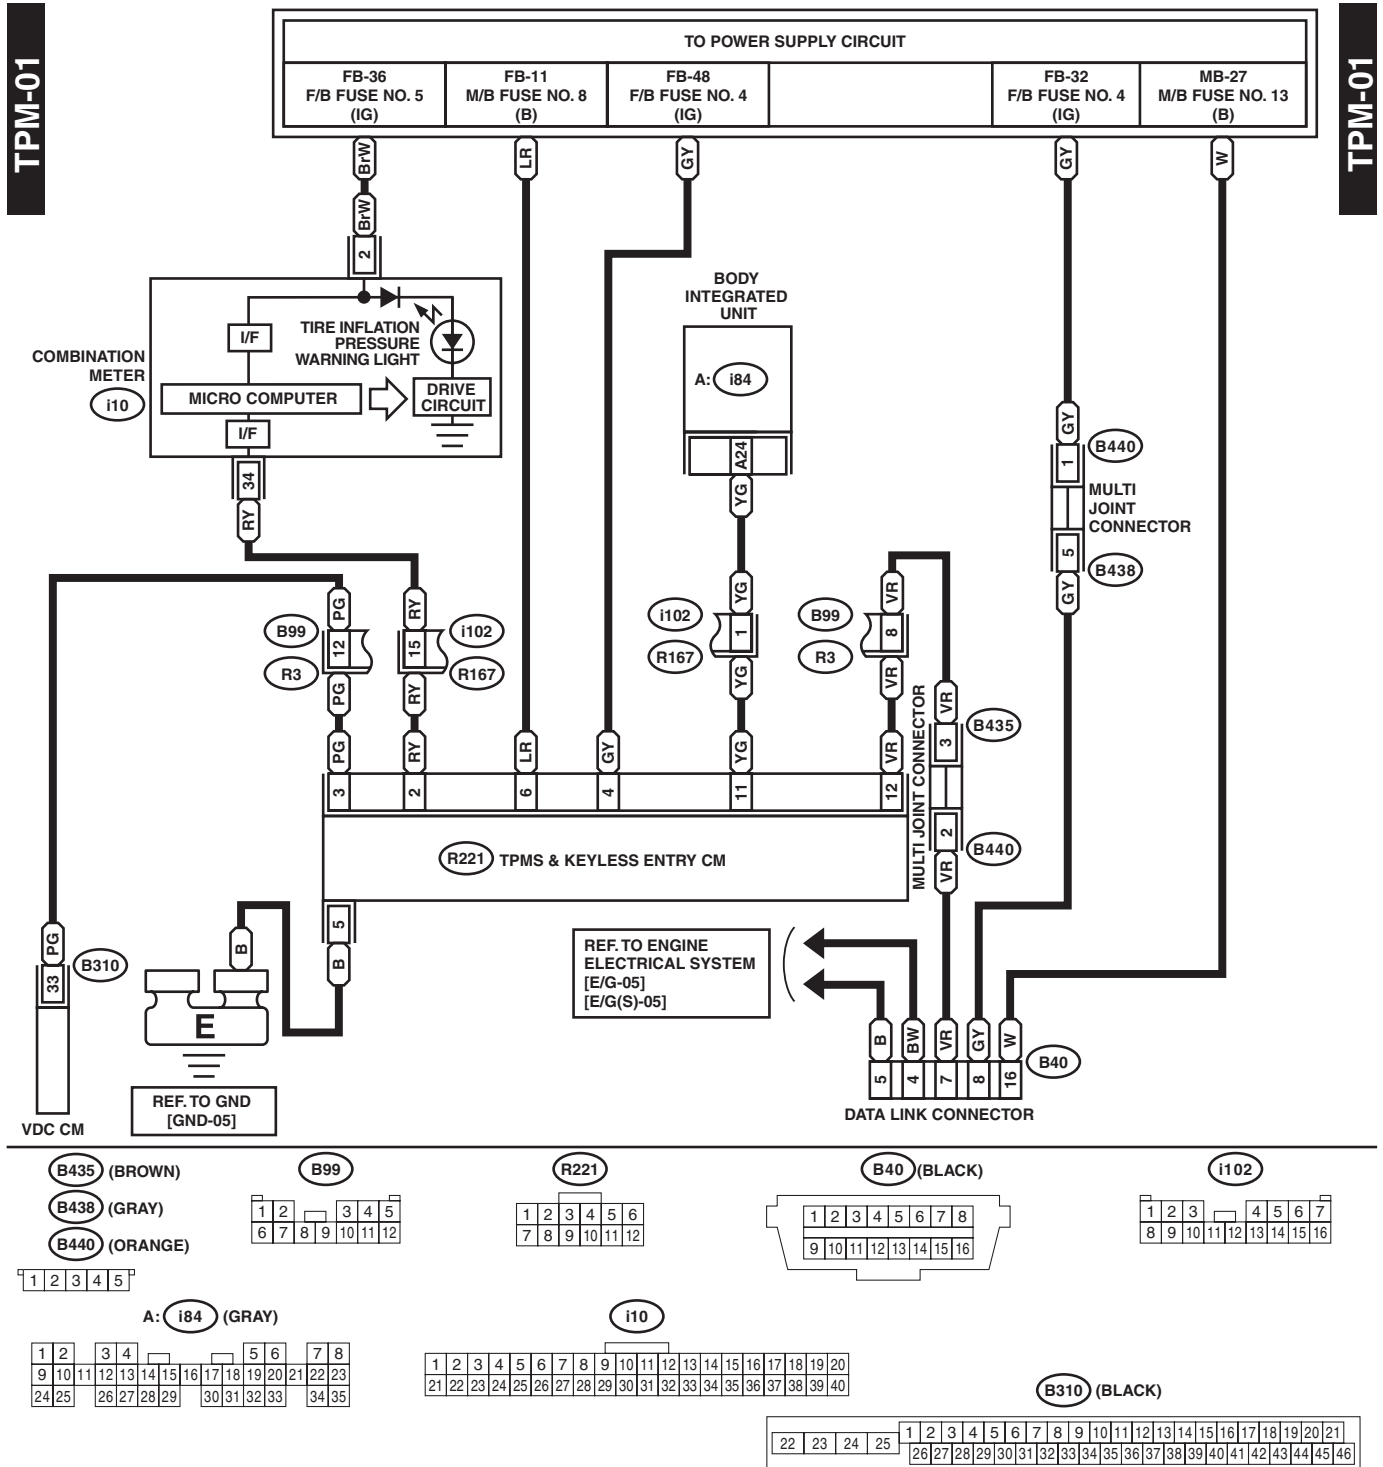 TPM-01
TPM-01
TO POWER SUPPLY CIRCUIT
FB-36
F/B FUSE NO. 5
(IG)
FB-11
M/B FUSE NO. 8
(B)
FB-48
F/B FUSE NO. 4
(IG)
FB-32
F/B FUSE NO. 4
(IG)
MB-27
M/B FUSE NO. 13
(B)
BrW
LR
GY
GY
W
BrW
2
BODY
INTEGRATED
UNIT
A: i84
A24
YG
COMBINATION
METER
i10
I/F
TIRE INFLATION
PRESSURE
WARNING LIGHT
MICRO COMPUTER
DRIVE
CIRCUIT
I/F
34
RY
GY
1
B440
MULTI
JOINT
CONNECTOR
5
B438
GY
PG
B99
12
R3
PG
PG
RY
15
i102
R167
RY
RY
YG
i102
1
R167
YG
YG
VR
B99
8
R3
VR
VR
LR
GY
3
2
6
4
11
12
R221 TPMS & KEYLESS ENTRY CM
MULTI JOINT CONNECTOR
VR
3
B435
2
B440
VR
5
B
B
PG
B310
33
VDC CM
E
REF. TO GND
[GND-05]
REF. TO ENGINE
ELECTRICAL SYSTEM
[E/G-05]
[E/G(S)-05]
B BW VR GY W
5 4 7 8 16
B40
DATA LINK CONNECTOR
B435 (BROWN)
B438 (GRAY)
B440 (ORANGE)
1 2 3 4 5
B99
1 2 3 4 5
6 7 8 9 10 11 12
R221
1 2 3 4 5 6
7 8 9 10 11 12
B40 (BLACK)
1 2 3 4 5 6 7 8
9 10 11 12 13 14 15 16
i102
1 2 3 4 5 6 7
8 9 10 11 12 13 14 15 16
A: i84 (GRAY)
1 2 3 4 5 6 7 8
9 10 11 12 13 14 15 16 17 18 19 20 21 22 23
24 25 26 27 28 29 30 31 32 33 34 35
i10
1 2 3 4 5 6 7 8 9 10 11 12 13 14 15 16 17 18 19 20
21 22 23 24 25 26 27 28 29 30 31 32 33 34 35 36 37 38 39 40
B310 (BLACK)
22 23 24 25
1 2 3 4 5 6 7 8 9 10 11 12 13 14 15 16 17 18 19 20 21
26 27 28 29 30 31 32 33 34 35 36 37 38 39 40 41 42 43 44 45 46